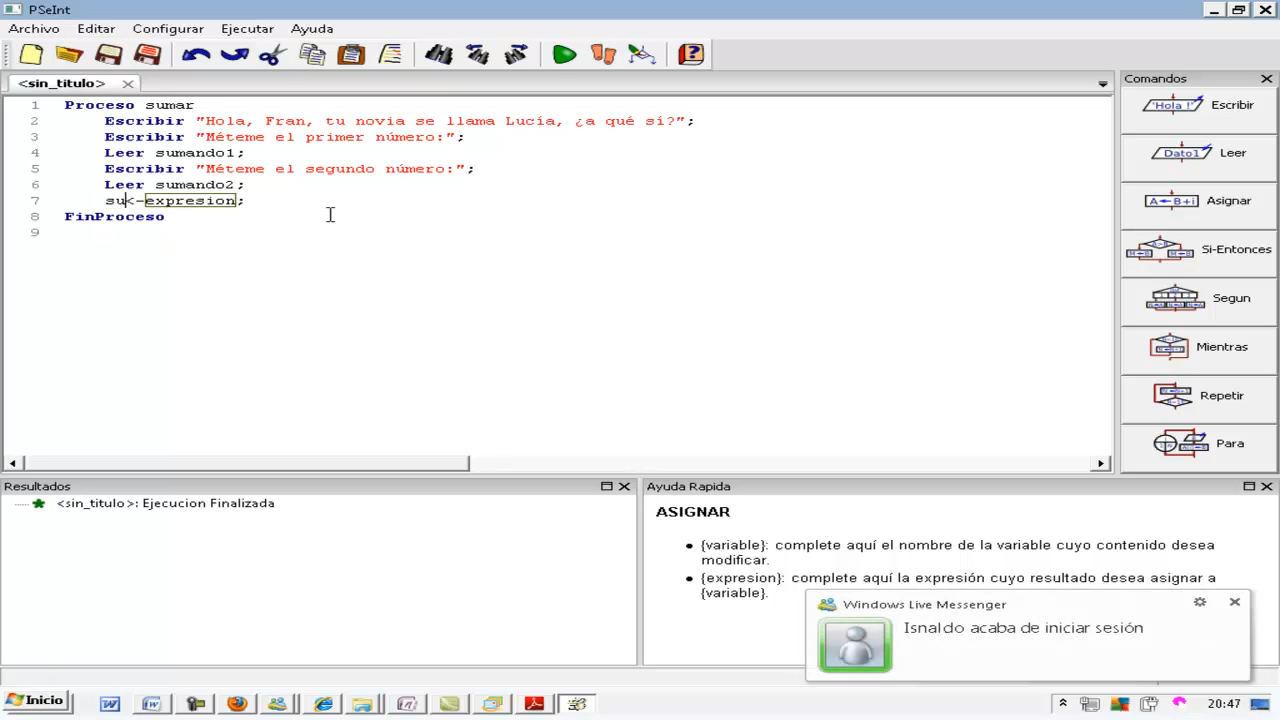 PSeInt
Archivo Editar Configurar Ejecutar Ayuda
<sin_titulo>
Comandos
1 Proceso sumar
2 Escribir "Hola, Fran, tu novia se llama Lucía, ¿a qué sí?";
3 Escribir "Méteme el primer número:";
4 Leer sumando1;
5 Escribir "Méteme el segundo número:";
6 Leer sumando2;
7 su<-expresion;
8 FinProceso
9
'Hola !' Escribir
Dato1 Leer
A B+i Asignar
Si-Entonces
Segun
Mientras
Repetir
Para
Resultados
<sin_titulo>: Ejecucion Finalizada
Ayuda Rapida
ASIGNAR
{variable}: complete aquí el nombre de la variable cuyo contenido desea
modificar.
{expresion}: complete aquí la expresión cuyo resultado desea asignar a
{variable}.
Windows Live Messenger
Isnaldo acaba de iniciar sesión
Inicio
20:47